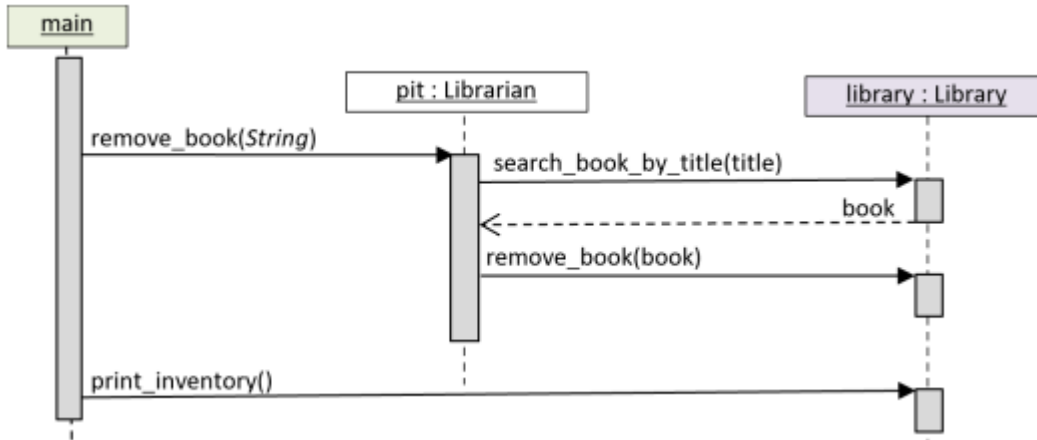 main
pit : Librarian
library : Library
remove_book(String)
search_book_by_title(title)
book
remove_book(book)
print_inventory()